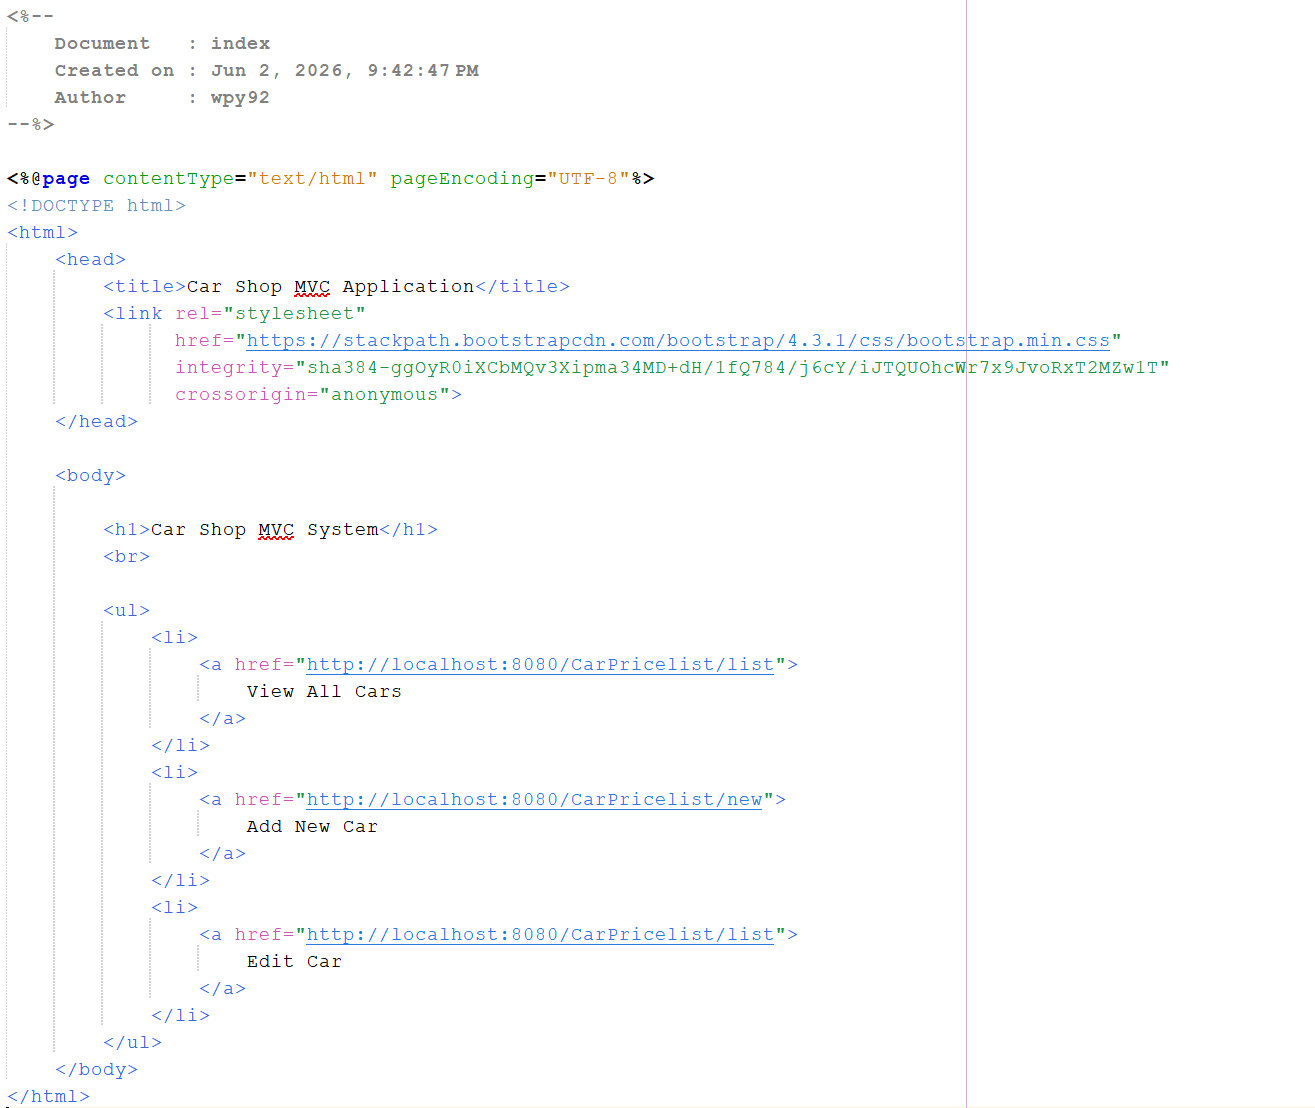 <%--
    Document   : index
    Created on : Jun 2, 2026, 9:42:47 PM
    Author     : wpy92
--%>
<%@page contentType="text/html" pageEncoding="UTF-8"%>
<!DOCTYPE html>
<html>
    <head>
        <title>Car Shop MVC Application</title>
        <link rel="stylesheet"
              href="https://stackpath.bootstrapcdn.com/bootstrap/4.3.1/css/bootstrap.min.css"
              integrity="sha384-ggOyR0iXCbMQv3Xipma34MD+dH/1fQ784/j6cY/iJTQUOhcWr7x9JvoRxT2MZw1T"
              crossorigin="anonymous">
    </head>
    <body>
        <h1>Car Shop MVC System</h1>
        <br>
        <ul>
            <li>
                <a href="http://localhost:8080/CarPricelist/list">
                    View All Cars
                </a>
            </li>
            <li>
                <a href="http://localhost:8080/CarPricelist/new">
                    Add New Car
                </a>
            </li>
            <li>
                <a href="http://localhost:8080/CarPricelist/list">
                    Edit Car
                </a>
            </li>
        </ul>
    </body>
</html>